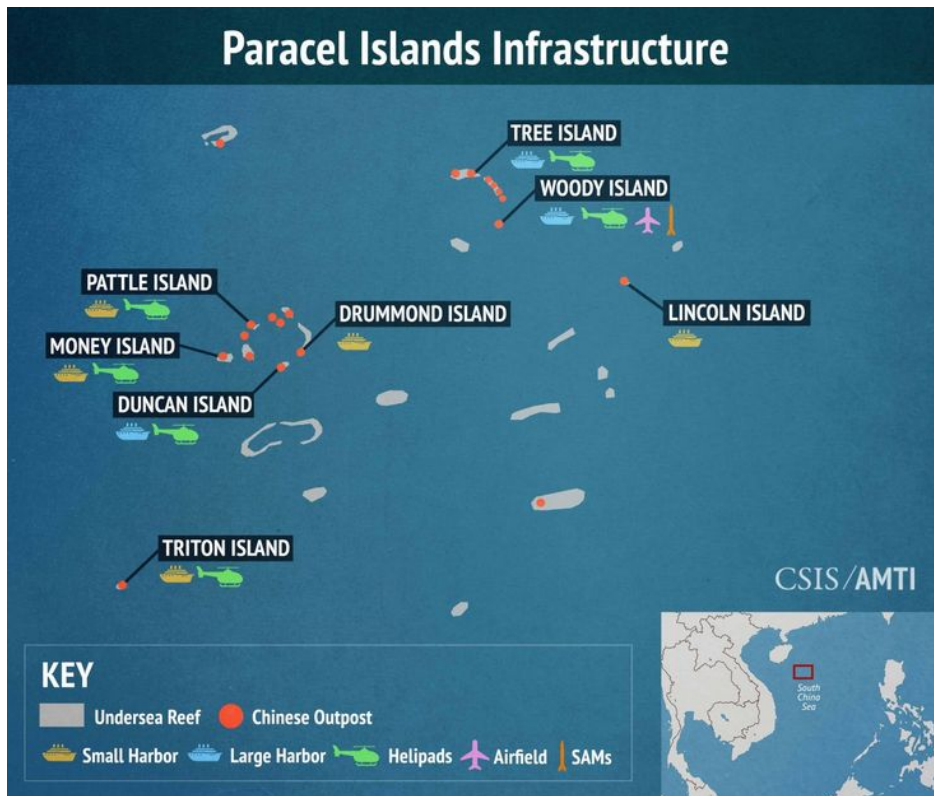 Paracel Islands Infrastructure
TREE ISLAND
WOODY ISLAND
PATTLE ISLAND
DRUMMOND ISLAND
LINCOLN ISLAND
MONEY ISLAND
DUNCAN ISLAND
TRITON ISLAND
CSIS/AMTI
KEY
Undersea Reef Chinese Outpost
Small Harbor Large Harbor Helipads Airfield SAMs
South
China
Sea